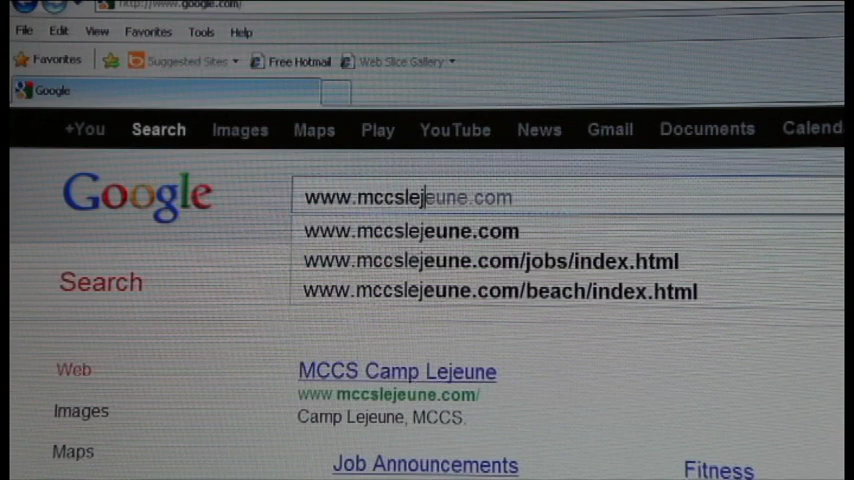 http://www.google.com/
File Edit View Favorites Tools Help
Favorites Suggested Sites Free Hotmail Web Slice Gallery
Google
+You Search Images Maps Play YouTube News Gmail Documents Calend
Google www.mccslejeune.com
www.mccslejeune.com
www.mccslejeune.com/jobs/index.html
Search
www.mccslejeune.com/beach/index.html
Web
MCCS Camp Lejeune
www.mccslejeune.com/
Images
Camp Lejeune, MCCS.
Maps
Job Announcements Fitness